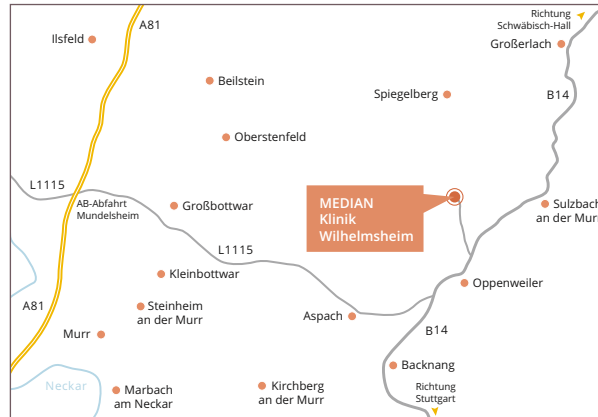 Richtung
Schwäbisch-Hall
A81
Ilsfeld
Großerlach
Beilstein
Spiegelberg
B14
Oberstenfeld
L1115
AB-Abfahrt
Mundelsheim
Großbottwar
MEDIAN
Klinik
Wilhelmsheim
Sulzbach
an der Murr
L1115
Kleinbottwar
Oppenweiler
A81
Steinheim
an der Murr
Aspach
Murr
B14
Backnang
Neckar
Marbach
am Neckar
Kirchberg
an der Murr
Richtung
Stuttgart